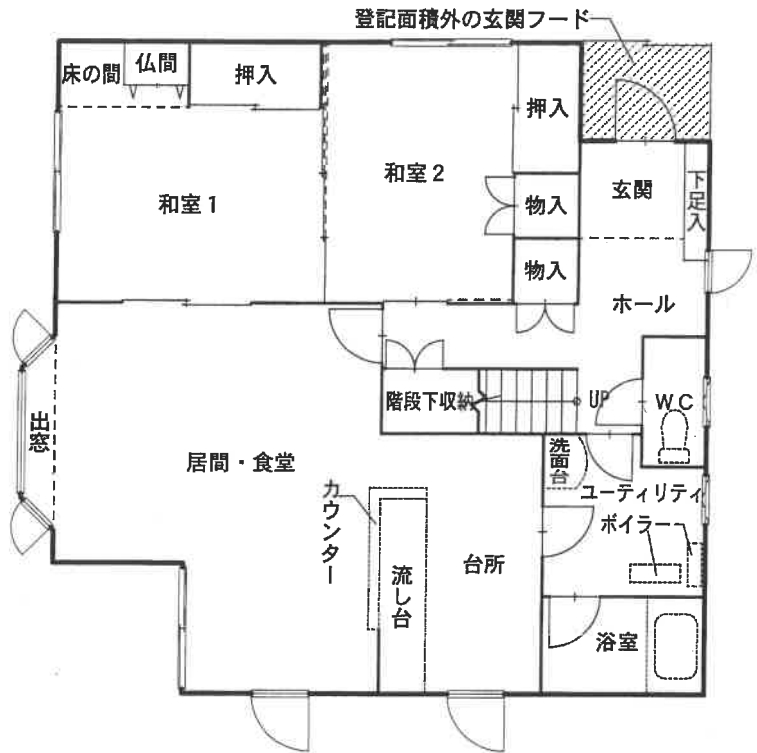 登記面積外の玄関フード
床の間
仏間
押入
押入
和室1
和室2
物入
物入
玄関
下足入
ホール
階段下収納
UP
WC
出窓
居間・食堂
カウンター
流し台
台所
洗面台
ユーティリティ
ボイラー
浴室